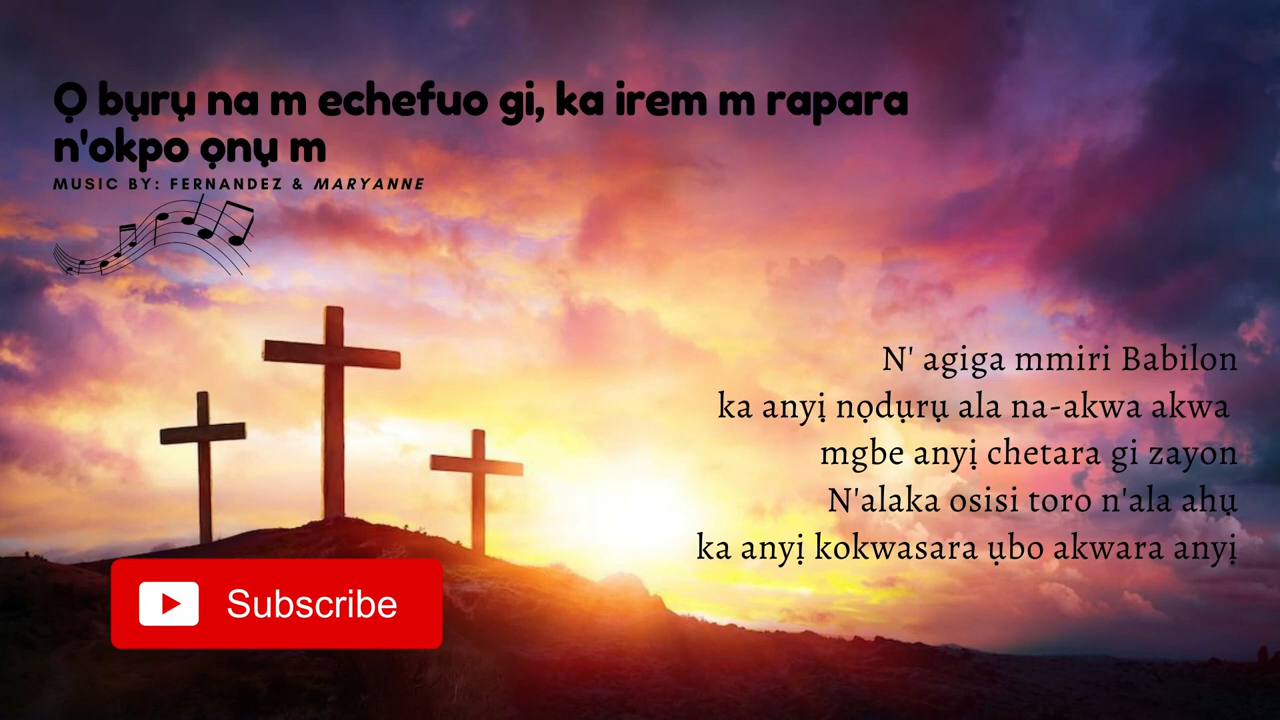 Ọ bụrụ na m echefuo gi, ka irem m rapara
n'okpo ọnụ m
MUSIC BY: FERNANDEZ & MARYANNE
N' agiga mmiri Babilon
ka anyị nọdụrụ ala na-akwa akwa
mgbe anyị chetara gi zayon
N'alaka osisi toro n'ala ahụ
ka anyị kokwasara ụbo akwara anyị
Subscribe